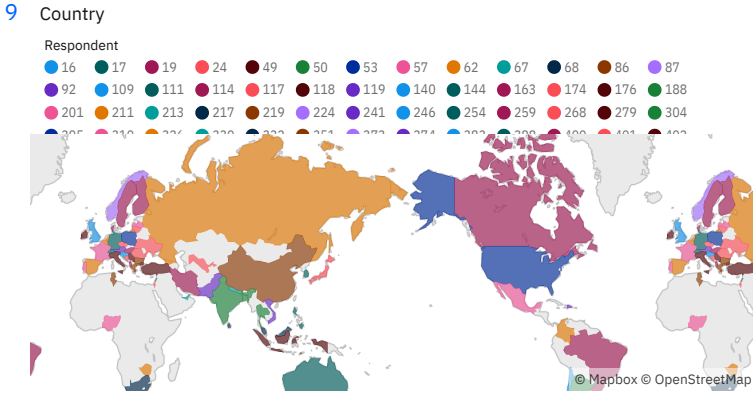 9 Country
Respondent
16 17 19 24 49 50 53 57 62 67 68 86 87
92 109 111 114 117 118 119 140 144 163 174 176 188
201 211 213 217 219 224 241 246 254 259 268 279 304
© Mapbox © OpenStreetMap